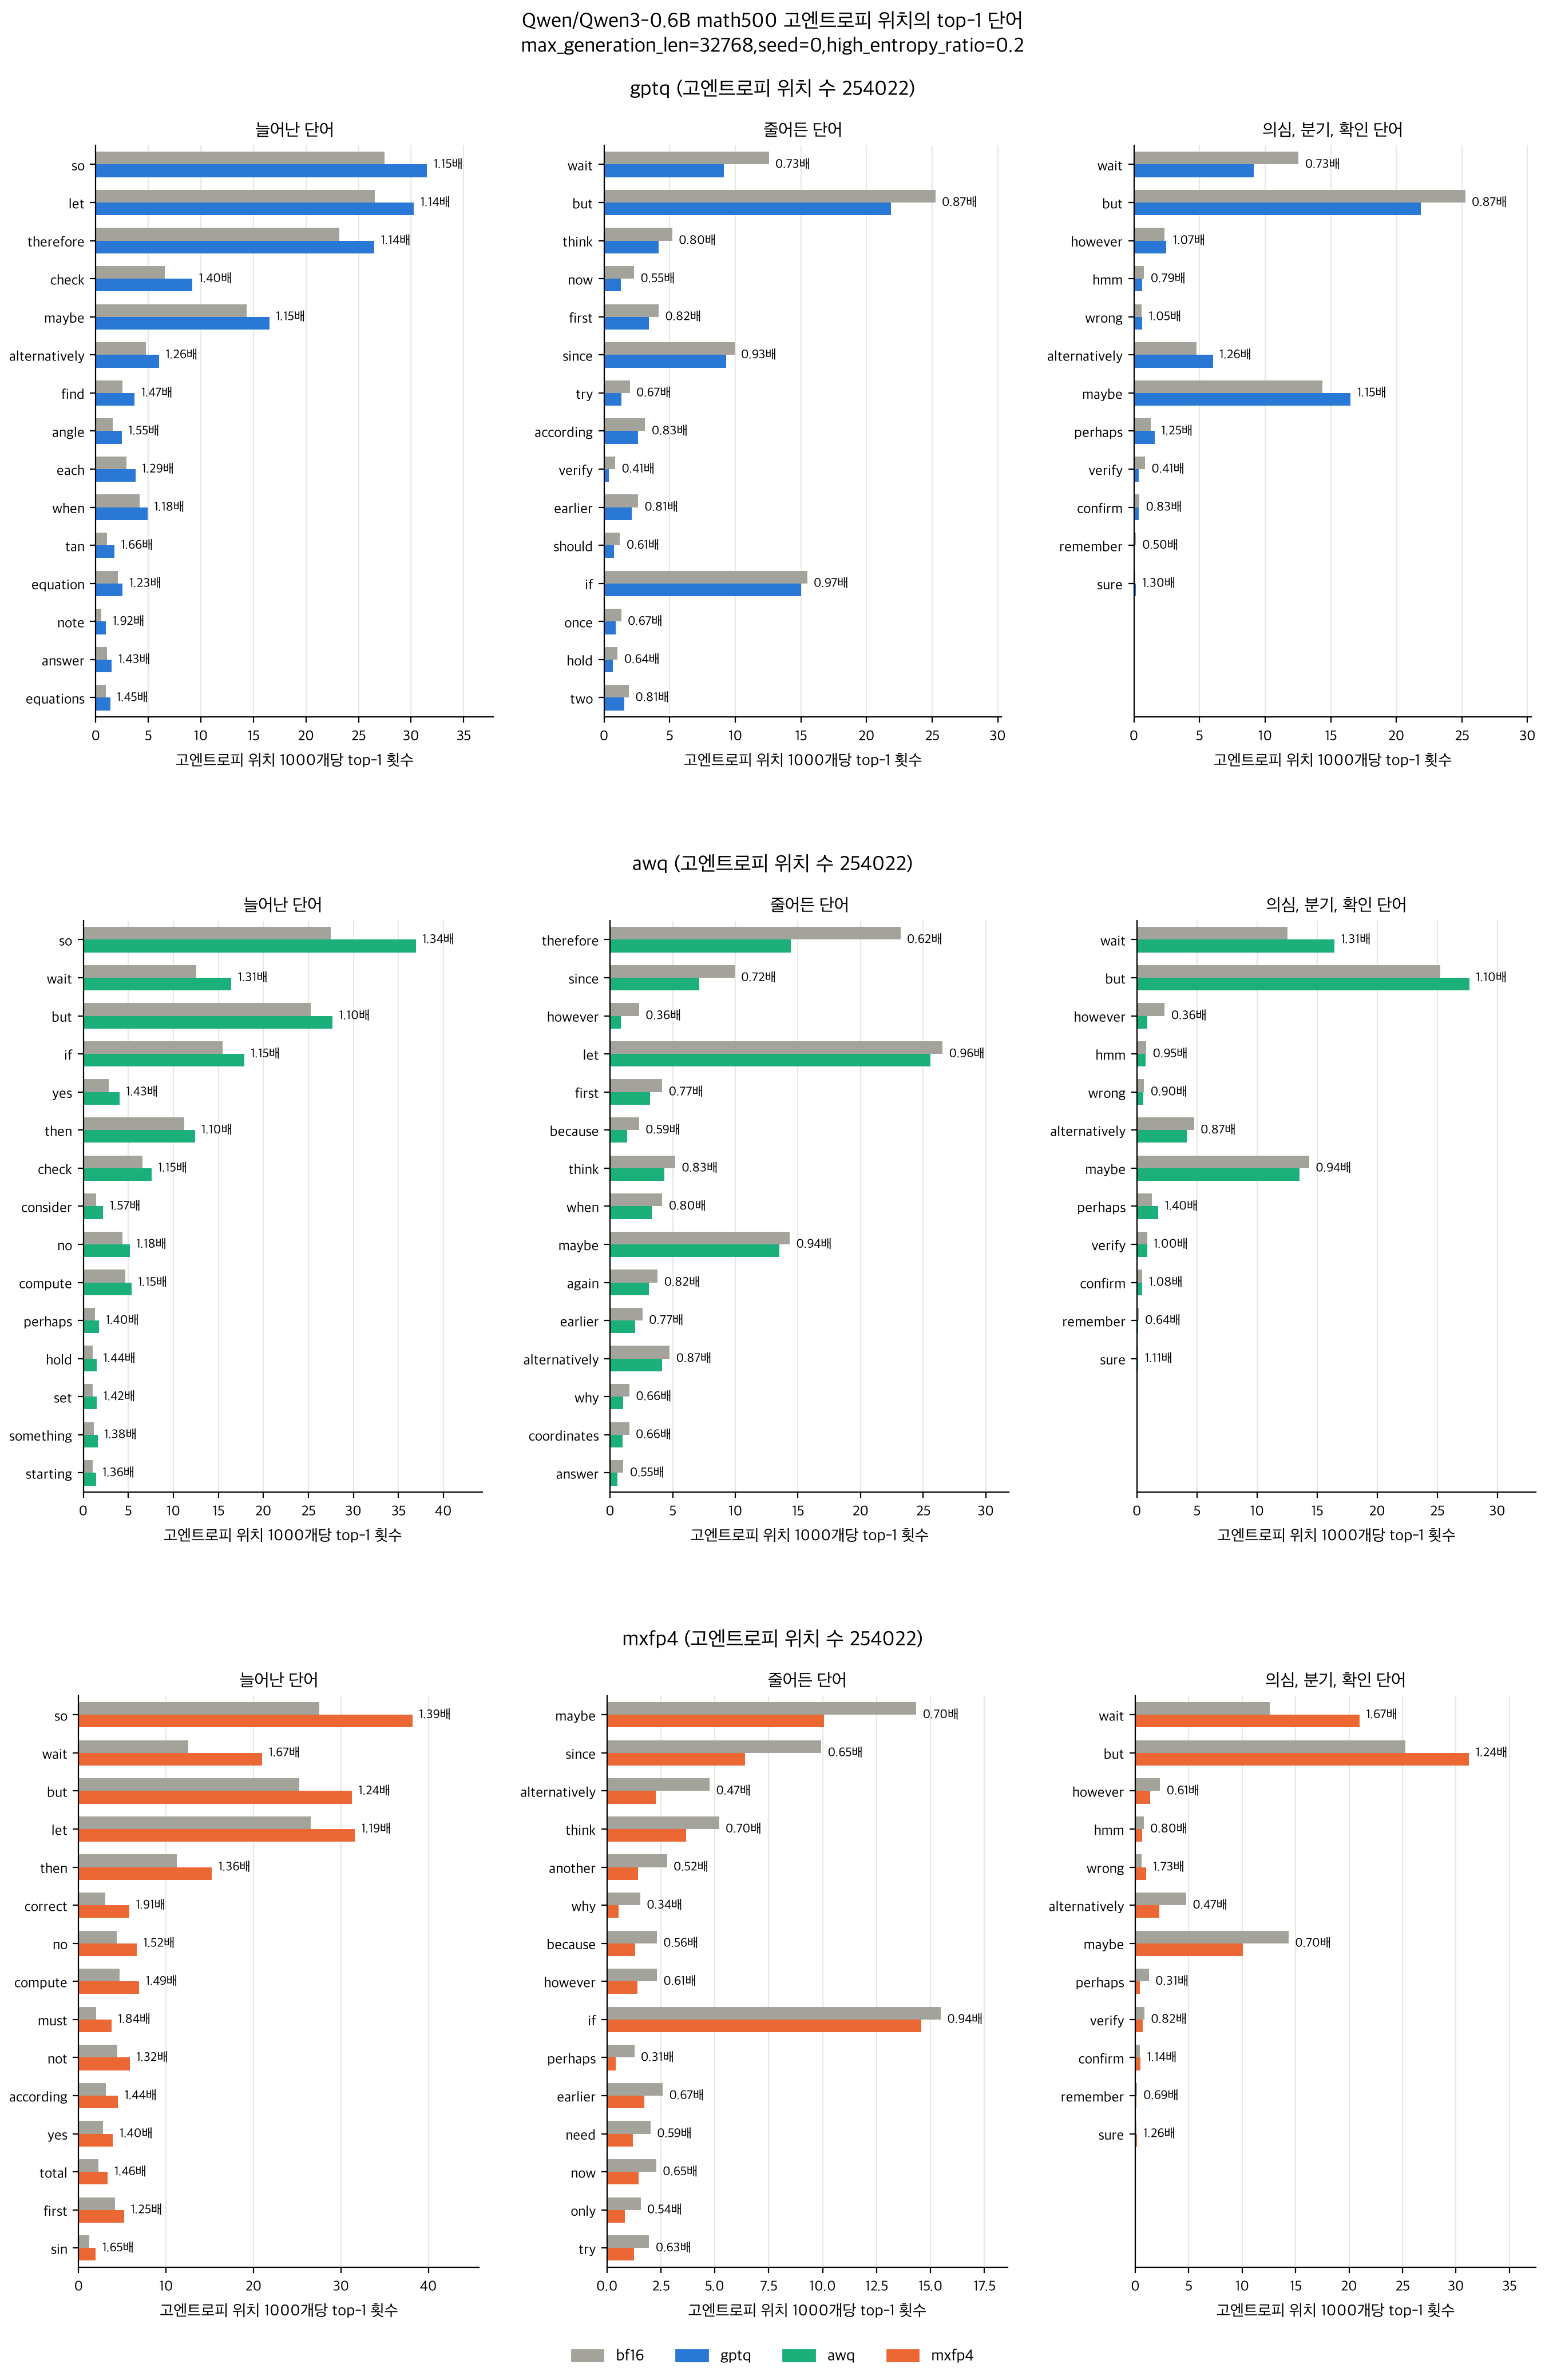 Qwen/Qwen3-0.6B math500 고엔트로피 위치의 top-1 단어
max_generation_len=32768,seed=0,high_entropy_ratio=0.2
gptq (고엔트로피 위치 수 254022)
늘어난 단어
so 1.15배
let 1.14배
therefore 1.14배
check 1.40배
maybe 1.15배
alternatively 1.26배
find 1.47배
angle 1.55배
each 1.29배
when 1.18배
tan 1.66배
equation 1.23배
note 1.92배
answer 1.43배
equations 1.45배
0 5 10 15 20 25 30 35
고엔트로피 위치 1000개당 top-1 횟수
줄어든 단어
wait 0.73배
but 0.87배
think 0.80배
now 0.55배
first 0.82배
since 0.93배
try 0.67배
according 0.83배
verify 0.41배
earlier 0.81배
should 0.61배
if 0.97배
once 0.67배
hold 0.64배
two 0.81배
0 5 10 15 20 25 30
고엔트로피 위치 1000개당 top-1 횟수
의심, 분기, 확인 단어
wait 0.73배
but 0.87배
however 1.07배
hmm 0.79배
wrong 1.05배
alternatively 1.26배
maybe 1.15배
perhaps 1.25배
verify 0.41배
confirm 0.83배
remember 0.50배
sure 1.30배
0 5 10 15 20 25 30
고엔트로피 위치 1000개당 top-1 횟수
awq (고엔트로피 위치 수 254022)
늘어난 단어
so 1.34배
wait 1.31배
but 1.10배
if 1.15배
yes 1.43배
then 1.10배
check 1.15배
consider 1.57배
no 1.18배
compute 1.15배
perhaps 1.40배
hold 1.44배
set 1.42배
something 1.38배
starting 1.36배
0 5 10 15 20 25 30 35 40
고엔트로피 위치 1000개당 top-1 횟수
줄어든 단어
therefore 0.62배
since 0.72배
however 0.36배
let 0.96배
first 0.77배
because 0.59배
think 0.83배
when 0.80배
maybe 0.94배
again 0.82배
earlier 0.77배
alternatively 0.87배
why 0.66배
coordinates 0.66배
answer 0.55배
0 5 10 15 20 25 30
고엔트로피 위치 1000개당 top-1 횟수
의심, 분기, 확인 단어
wait 1.31배
but 1.10배
however 0.36배
hmm 0.95배
wrong 0.90배
alternatively 0.87배
maybe 0.94배
perhaps 1.40배
verify 1.00배
confirm 1.08배
remember 0.64배
sure 1.11배
0 5 10 15 20 25 30
고엔트로피 위치 1000개당 top-1 횟수
mxfp4 (고엔트로피 위치 수 254022)
늘어난 단어
so 1.39배
wait 1.67배
but 1.24배
let 1.19배
then 1.36배
correct 1.91배
no 1.52배
compute 1.49배
must 1.84배
not 1.32배
according 1.44배
yes 1.40배
total 1.46배
first 1.25배
sin 1.65배
0 10 20 30 40
고엔트로피 위치 1000개당 top-1 횟수
줄어든 단어
maybe 0.70배
since 0.65배
alternatively 0.47배
think 0.70배
another 0.52배
why 0.34배
because 0.56배
however 0.61배
if 0.94배
perhaps 0.31배
earlier 0.67배
need 0.59배
now 0.65배
only 0.54배
try 0.63배
0.0 2.5 5.0 7.5 10.0 12.5 15.0 17.5
고엔트로피 위치 1000개당 top-1 횟수
의심, 분기, 확인 단어
wait 1.67배
but 1.24배
however 0.61배
hmm 0.80배
wrong 1.73배
alternatively 0.47배
maybe 0.70배
perhaps 0.31배
verify 0.82배
confirm 1.14배
remember 0.69배
sure 1.26배
0 5 10 15 20 25 30 35
고엔트로피 위치 1000개당 top-1 횟수
bf16 gptq awq mxfp4